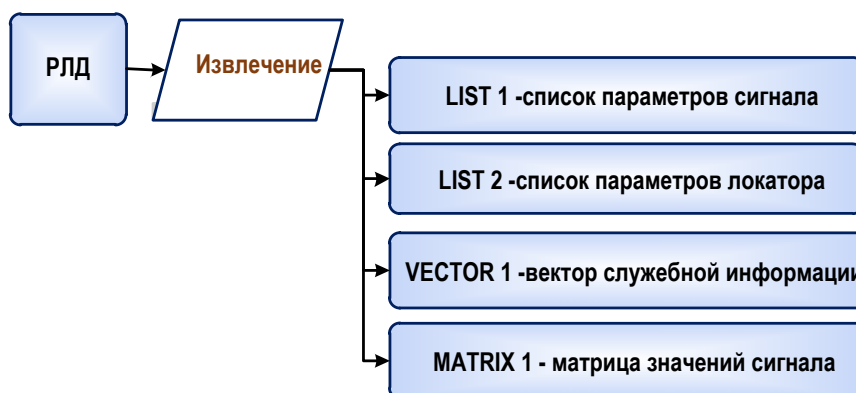 РЛД
Извлечение
LIST 1 -список параметров сигнала
LIST 2 -список параметров локатора
VECTOR 1 -вектор служебной информации
MATRIX 1 - матрица значений сигнала